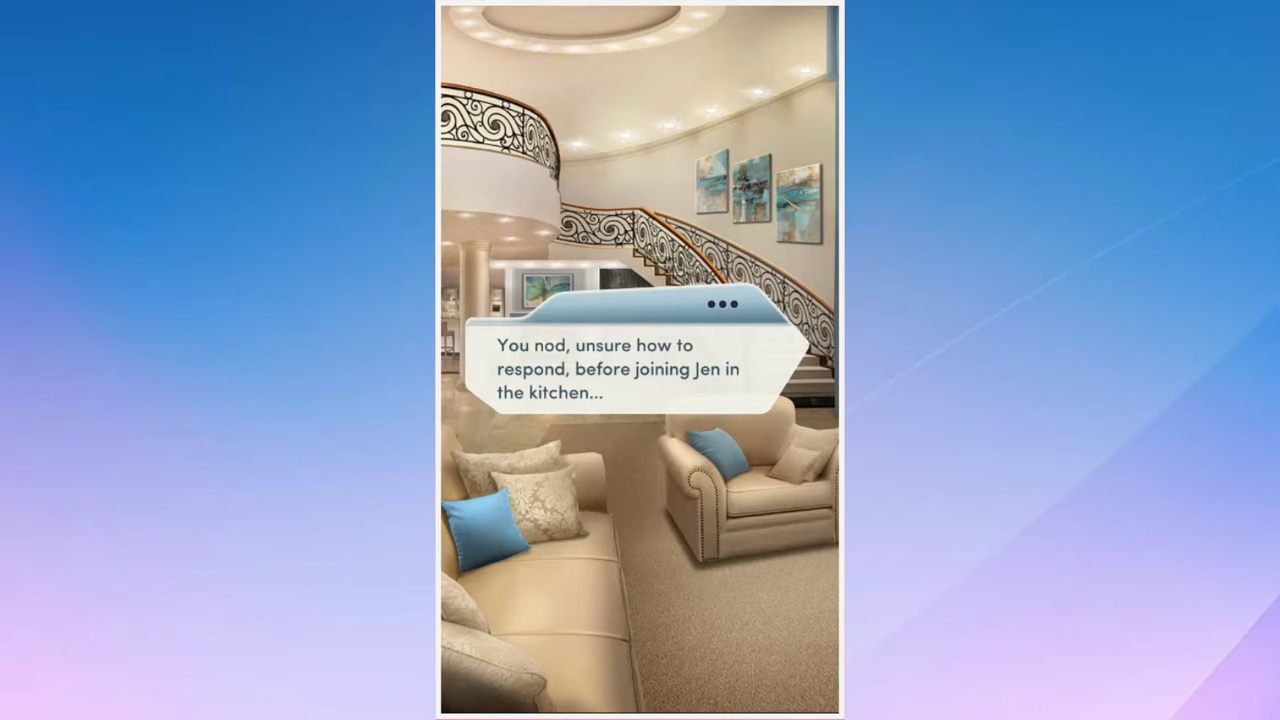 You nod, unsure how to
respond, before joining Jen in
the kitchen...